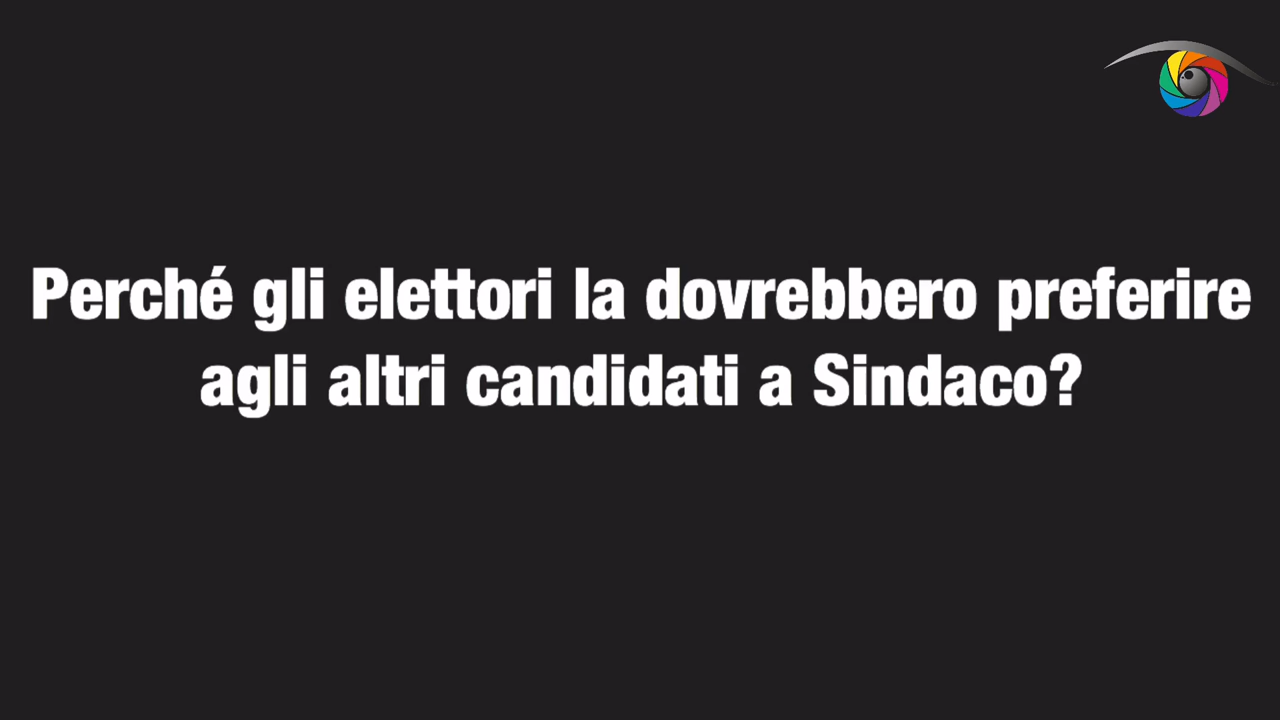 Perché gli elettori la dovrebbero preferire
agli altri candidati a Sindaco?